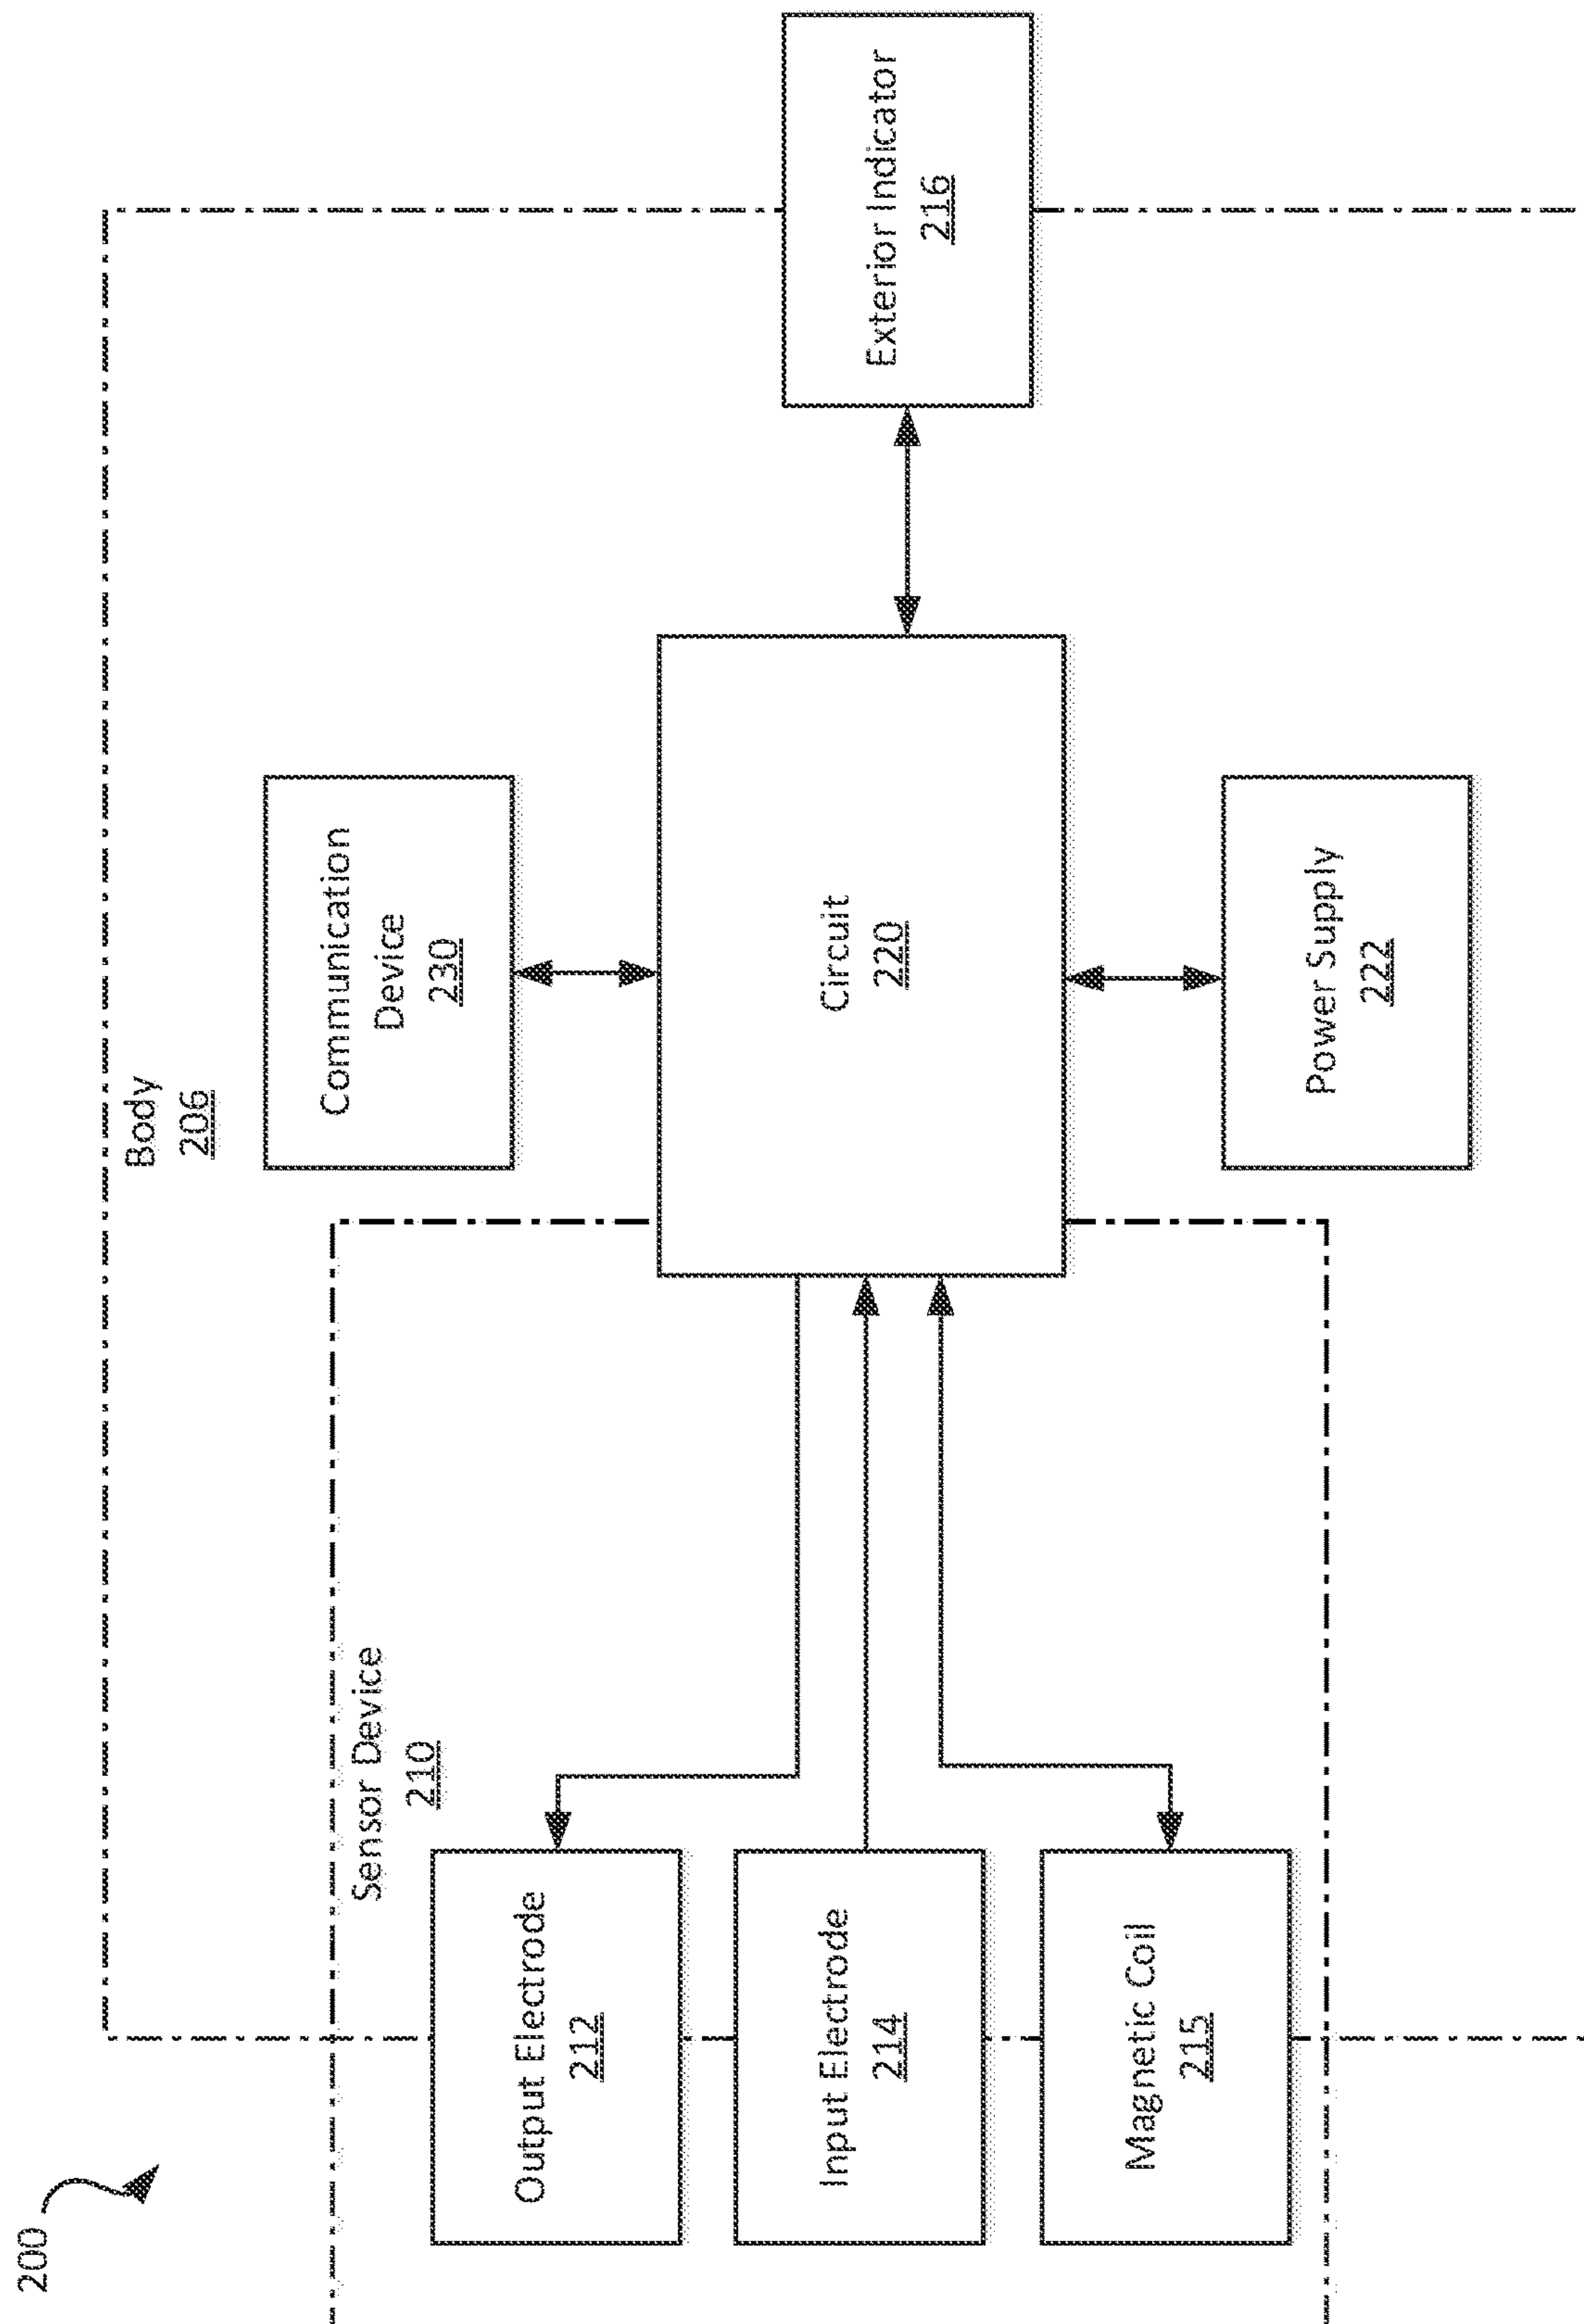 200
Body
206
Sensor Device
210
Output Electrode
212
Input Electrode
214
Magnetic Coil
215
Communication
Device
230
Circuit
220
Power Supply
222
Exterior Indicator
216